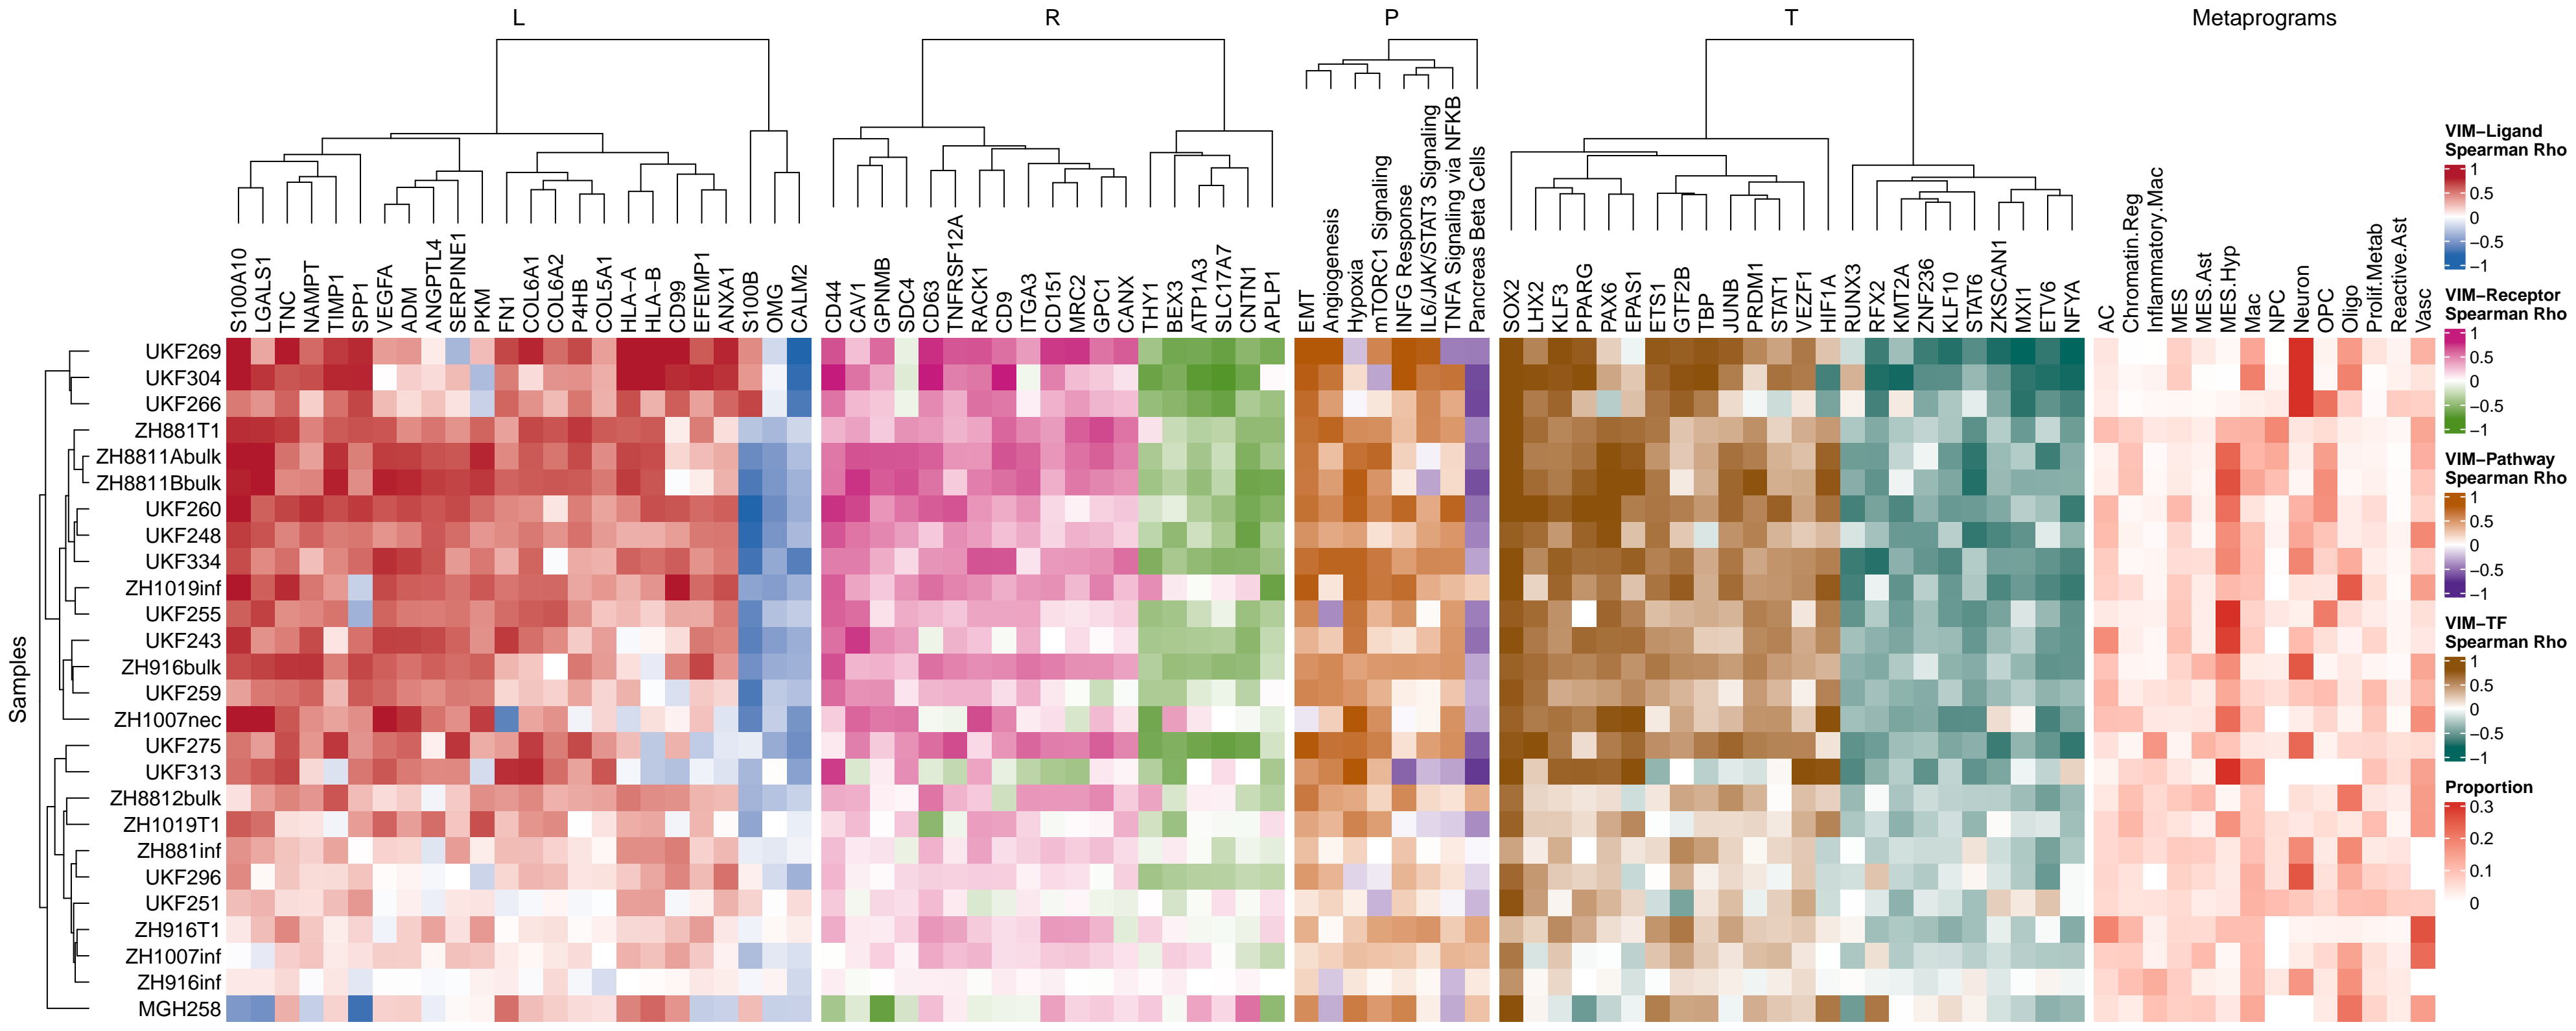 L R P T Metaprograms
S100A10
LGALS1
TNC
NAMPT
TIMP1
SPP1
VEGFA
ADM
ANGPTL4
SERPINE1
PKM
FN1
COL6A1
COL6A2
P4HB
COL5A1
HLA−A
HLA−B
CD99
EFEMP1
ANXA1
S100B
OMG
CALM2
CD44
CAV1
GPNMB
SDC4
CD63
TNFRSF12A
RACK1
CD9
ITGA3
CD151
MRC2
GPC1
CANX
THY1
BEX3
ATP1A3
SLC17A7
CNTN1
APLP1
EMT
Angiogenesis
Hypoxia
mTORC1 Signaling
INFG Response
IL6/JAK/STAT3 Signaling
TNFA Signaling via NFKB
Pancreas Beta Cells
SOX2
LHX2
KLF3
PPARG
PAX6
EPAS1
ETS1
GTF2B
TBP
JUNB
PRDM1
STAT1
VEZF1
HIF1A
RUNX3
RFX2
KMT2A
ZNF236
KLF10
STAT6
ZKSCAN1
MXI1
ETV6
NFYA
AC
Chromatin.Reg
Inflammatory.Mac
MES
MES.Ast
MES.Hyp
Mac
NPC
Neuron
OPC
Oligo
Prolif.Metab
Reactive.Ast
Vasc
Samples
UKF269
UKF304
UKF266
ZH881T1
ZH8811Abulk
ZH8811Bbulk
UKF260
UKF248
UKF334
ZH1019inf
UKF255
UKF243
ZH916bulk
UKF259
ZH1007nec
UKF275
UKF313
ZH8812bulk
ZH1019T1
ZH881inf
UKF296
UKF251
ZH916T1
ZH1007inf
ZH916inf
MGH258
VIM−Ligand
Spearman Rho
1
0.5
0
−0.5
−1
VIM−Receptor
Spearman Rho
1
0.5
0
−0.5
−1
VIM−Pathway
Spearman Rho
1
0.5
0
−0.5
−1
VIM−TF
Spearman Rho
1
0.5
0
−0.5
−1
Proportion
0.3
0.2
0.1
0